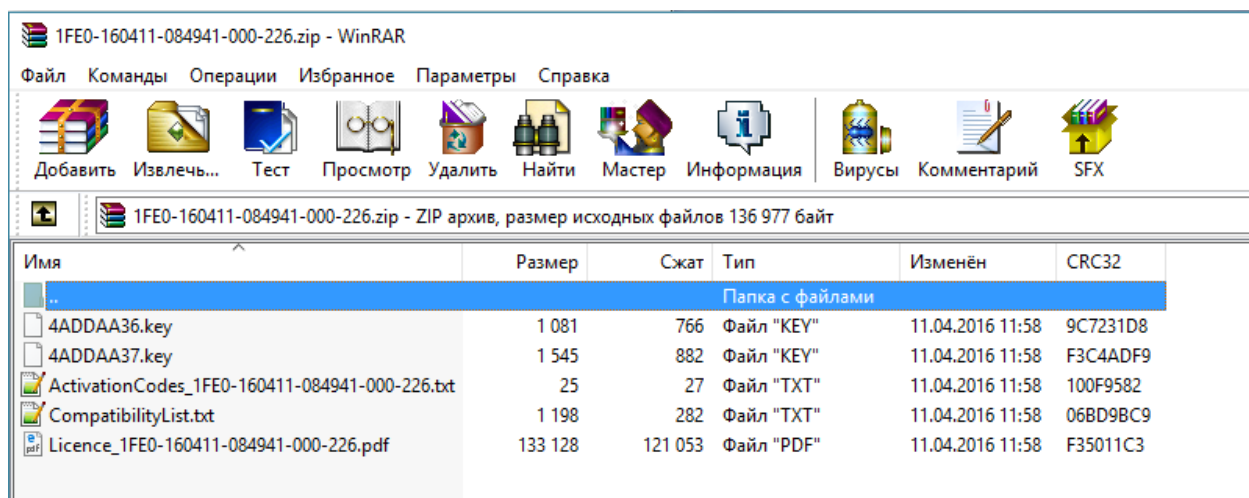 1FE0-160411-084941-000-226.zip - WinRAR
Файл Команды Операции Избранное Параметры Справка
Добавить Извлечь... Тест Просмотр Удалить Найти Мастер Информация Вирусы Комментарий SFX
1FE0-160411-084941-000-226.zip - ZIP архив, размер исходных файлов 136 977 байт
Имя Размер Сжат Тип Изменён CRC32
.. Папка с файлами
4ADDAA36.key 1 081 766 Файл "KEY" 11.04.2016 11:58 9C7231D8
4ADDAA37.key 1 545 882 Файл "KEY" 11.04.2016 11:58 F3C4ADF9
ActivationCodes_1FE0-160411-084941-000-226.txt 25 27 Файл "TXT" 11.04.2016 11:58 100F9582
CompatibilityList.txt 1 198 282 Файл "TXT" 11.04.2016 11:58 06BD9BC9
Licence_1FE0-160411-084941-000-226.pdf 133 128 121 053 Файл "PDF" 11.04.2016 11:58 F35011C3